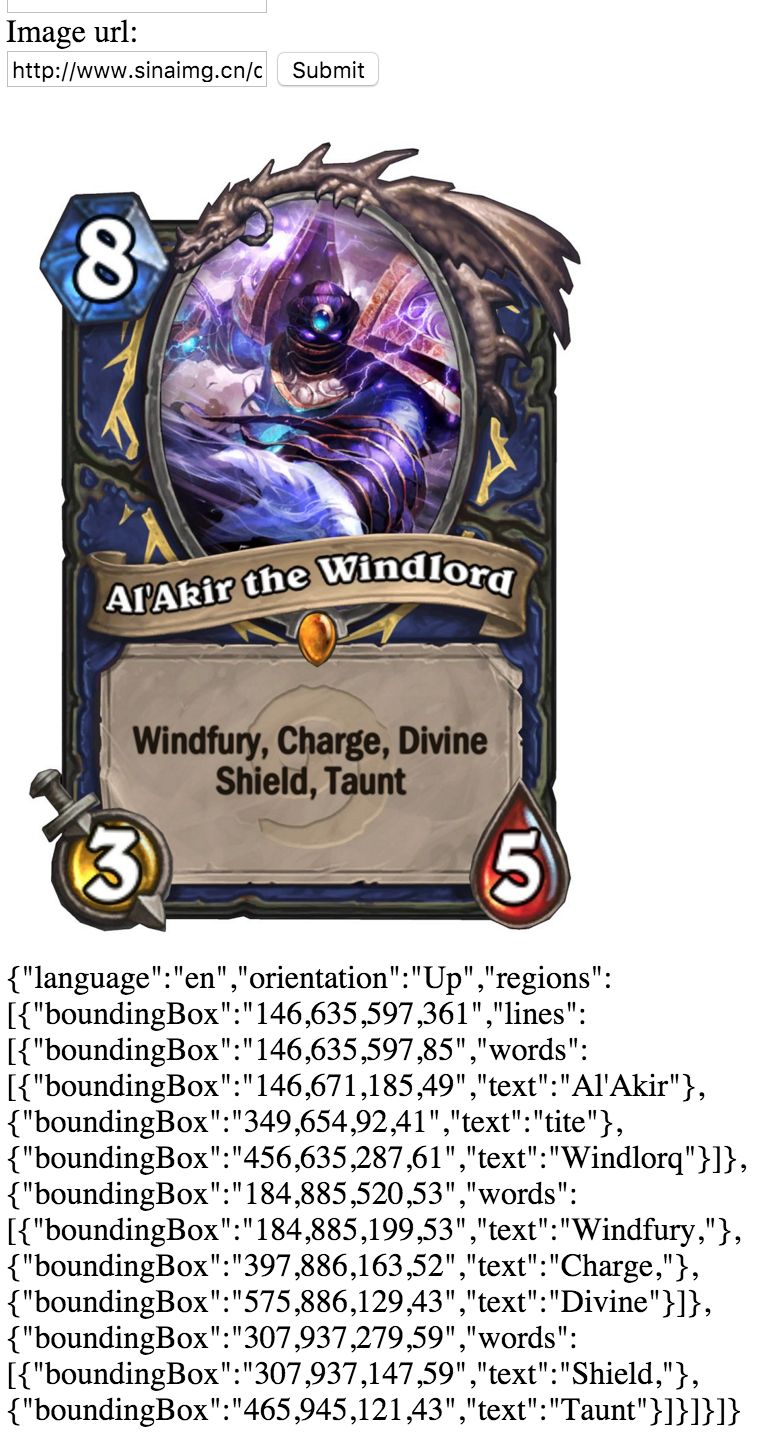 Image url:
http://www.sinaimg.cn/c
Submit
8
Al'Akir the Windlord
Windfury, Charge, Divine
Shield, Taunt
3
5
{"language":"en","orientation":"Up","regions":
[{"boundingBox":"146,635,597,361","lines":
[{"boundingBox":"146,635,597,85","words":
[{"boundingBox":"146,671,185,49","text":"Al'Akir"},
{"boundingBox":"349,654,92,41","text":"tite"},
{"boundingBox":"456,635,287,61","text":"Windlorq"}]},
{"boundingBox":"184,885,520,53","words":
[{"boundingBox":"184,885,199,53","text":"Windfury,"},
{"boundingBox":"397,886,163,52","text":"Charge,"},
{"boundingBox":"575,886,129,43","text":"Divine"}]},
{"boundingBox":"307,937,279,59","words":
[{"boundingBox":"307,937,147,59","text":"Shield,"},
{"boundingBox":"465,945,121,43","text":"Taunt"}]}]}]}